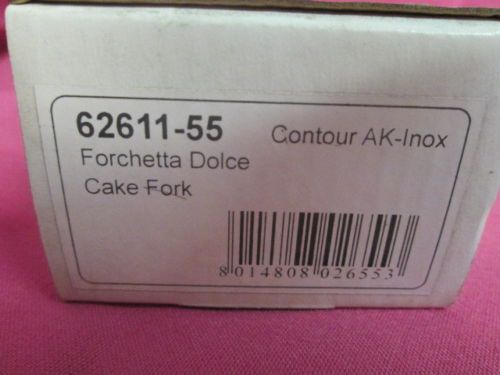 62611-55 Contour AK-Inox
Forchetta Dolce
Cake Fork
8 014808 026553